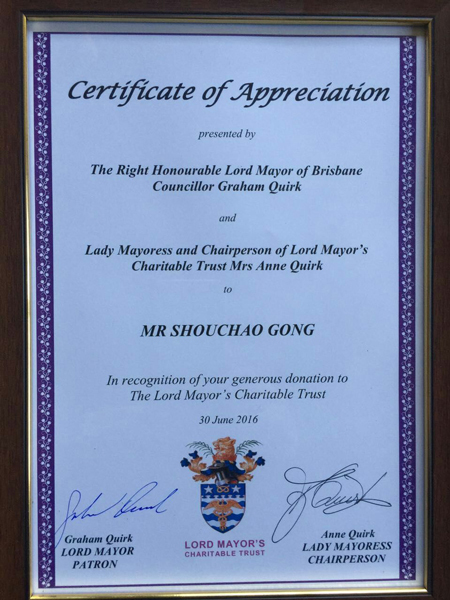 Certificate of Appreciation
presented by
The Right Honourable Lord Mayor of Brisbane
Councillor Graham Quirk
and
Lady Mayoress and Chairperson of Lord Mayor's
Charitable Trust Mrs Anne Quirk
to
MR SHOUCHAO GONG
In recognition of your generous donation to
The Lord Mayor's Charitable Trust
30 June 2016
LORD MAYOR'S
CHARITABLE TRUST
Graham Quirk
LORD MAYOR
PATRON
Anne Quirk
LADY MAYORESS
CHAIRPERSON